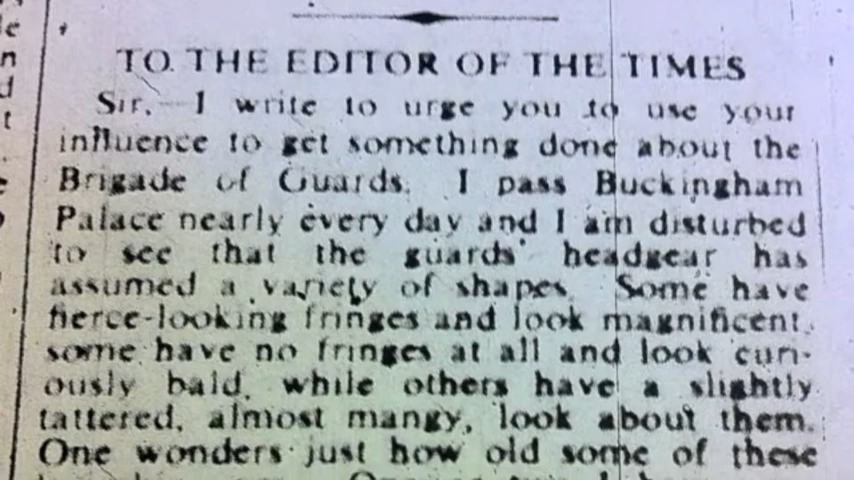 TO THE EDITOR OF THE TIMES
Sir,—I write to urge you to use your
influence to get something done about the
Brigade of Guards. I pass Buckingham
Palace nearly every day and I am disturbed
to see that the guards' headgear has
assumed a variety of shapes. Some have
fierce-looking fringes and look magnificent,
some have no fringes at all and look curi-
ously bald, while others have a slightly
tattered, almost mangy, look about them.
One wonders just how old some of these